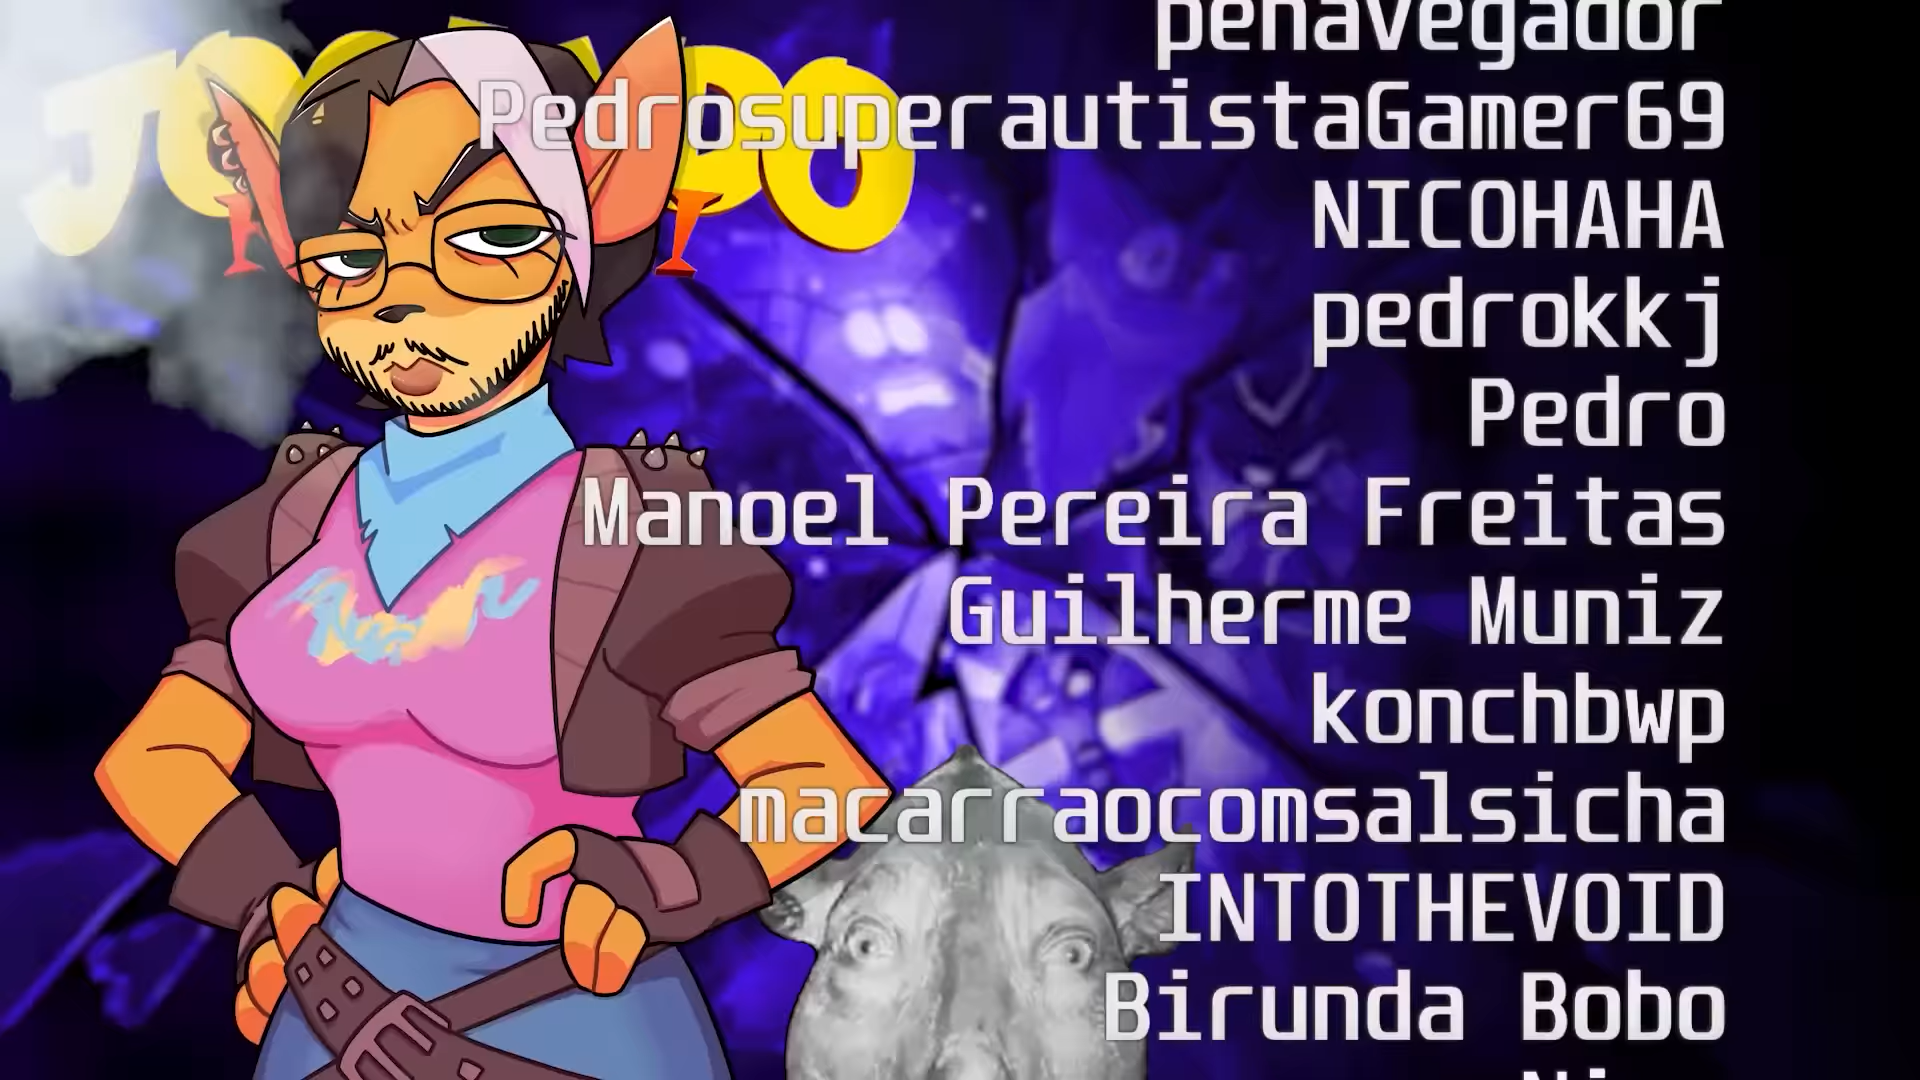 penavegador
PedrosuperautistaGamer69
NICOHAHA
pedrokkj
Pedro
Manoel Pereira Freitas
Guilherme Muniz
konchbwp
macarraocomsalsicha
INTOTHEVOID
Birunda Bobo